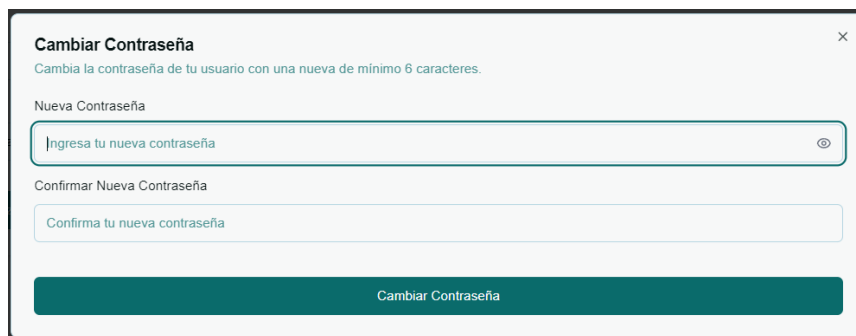 Cambiar Contraseña
Cambia la contraseña de tu usuario con una nueva de mínimo 6 caracteres.
Nueva Contraseña
Ingresa tu nueva contraseña
Confirmar Nueva Contraseña
Confirma tu nueva contraseña
Cambiar Contraseña